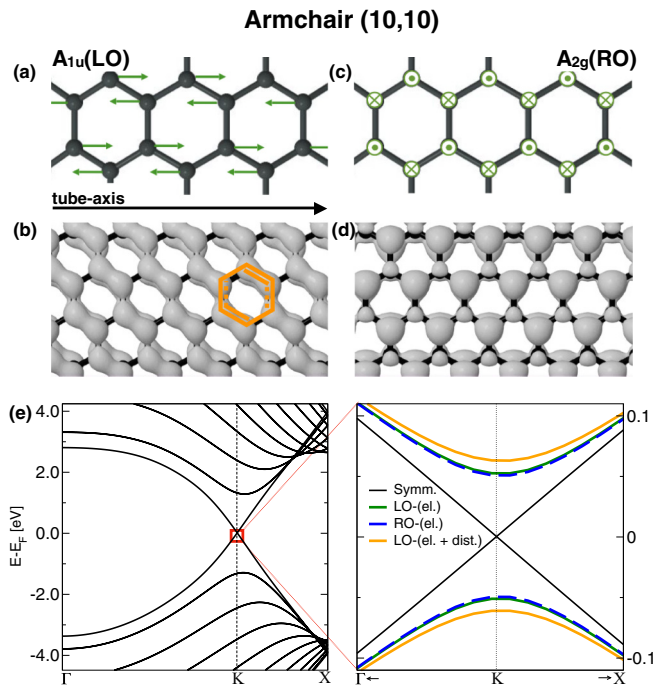 Armchair (10,10)
A1u(LO)
A2g(RO)
(a)
(c)
tube-axis
(b)
(d)
(e)
4.0
2.0
0.0
-2.0
-4.0
E-EF [eV]
Γ
K
X
Symm.
LO-(el.)
RO-(el.)
LO-(el. + dist.)
0.1
0
-0.1
Γ←
K
→X